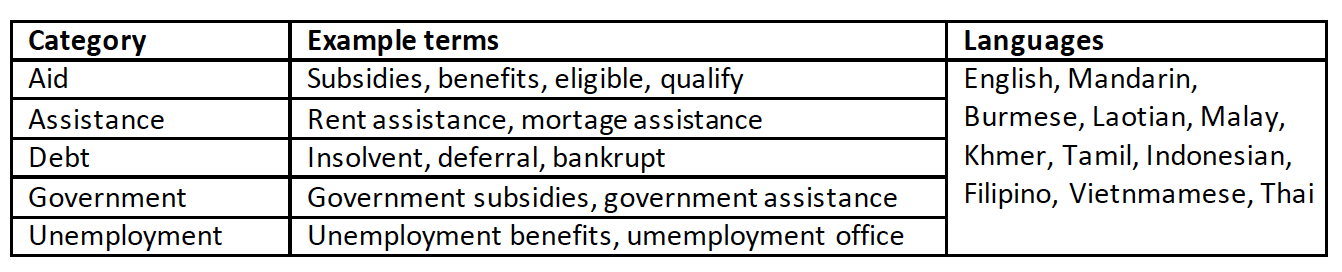 Category Example terms Languages
Aid Subsidies, benefits, eligible, qualify English, Mandarin,
Assistance Rent assistance, mortage assistance Burmese, Laotian, Malay,
Debt Insolvent, deferral, bankrupt Khmer, Tamil, Indonesian,
Government Government subsidies, government assistance Filipino, Vietnmamese, Thai
Unemployment Unemployment benefits, umemployment office